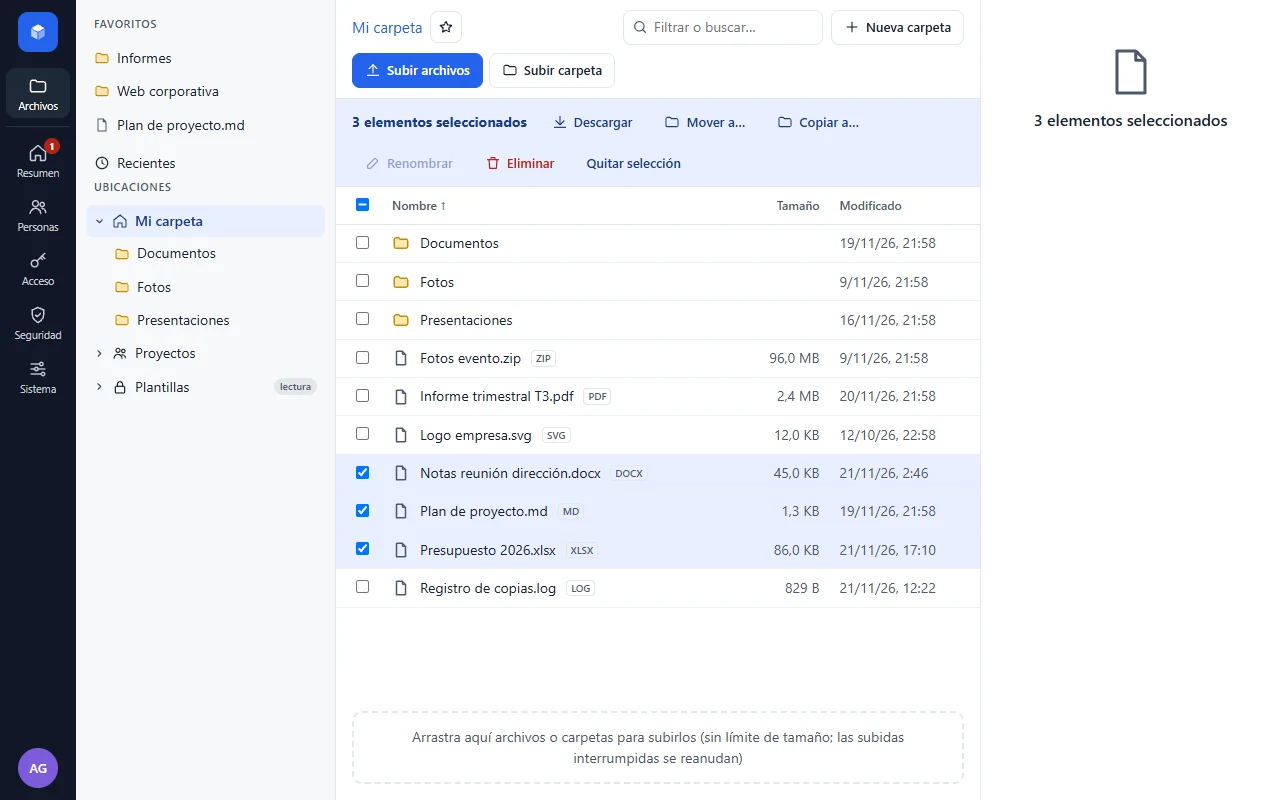 Archivos
1
Resumen
Personas
Acceso
Seguridad
Sistema
AG
FAVORITOS
Informes
Web corporativa
Plan de proyecto.md
Recientes
UBICACIONES
Mi carpeta
Documentos
Fotos
Presentaciones
Proyectos
Plantillas lectura
Mi carpeta Filtrar o buscar... Nueva carpeta
Subir archivos Subir carpeta
3 elementos seleccionados Descargar Mover a... Copiar a...
Renombrar Eliminar Quitar selección
Nombre ↑ Tamaño Modificado
Documentos 19/11/26, 21:58
Fotos 9/11/26, 21:58
Presentaciones 16/11/26, 21:58
Fotos evento.zip ZIP 96,0 MB 9/11/26, 21:58
Informe trimestral T3.pdf PDF 2,4 MB 20/11/26, 21:58
Logo empresa.svg SVG 12,0 KB 12/10/26, 22:58
Notas reunión dirección.docx DOCX 45,0 KB 21/11/26, 2:46
Plan de proyecto.md MD 1,3 KB 19/11/26, 21:58
Presupuesto 2026.xlsx XLSX 86,0 KB 21/11/26, 17:10
Registro de copias.log LOG 829 B 21/11/26, 12:22
Arrastra aquí archivos o carpetas para subirlos (sin límite de tamaño; las subidas
interrumpidas se reanudan)
3 elementos seleccionados